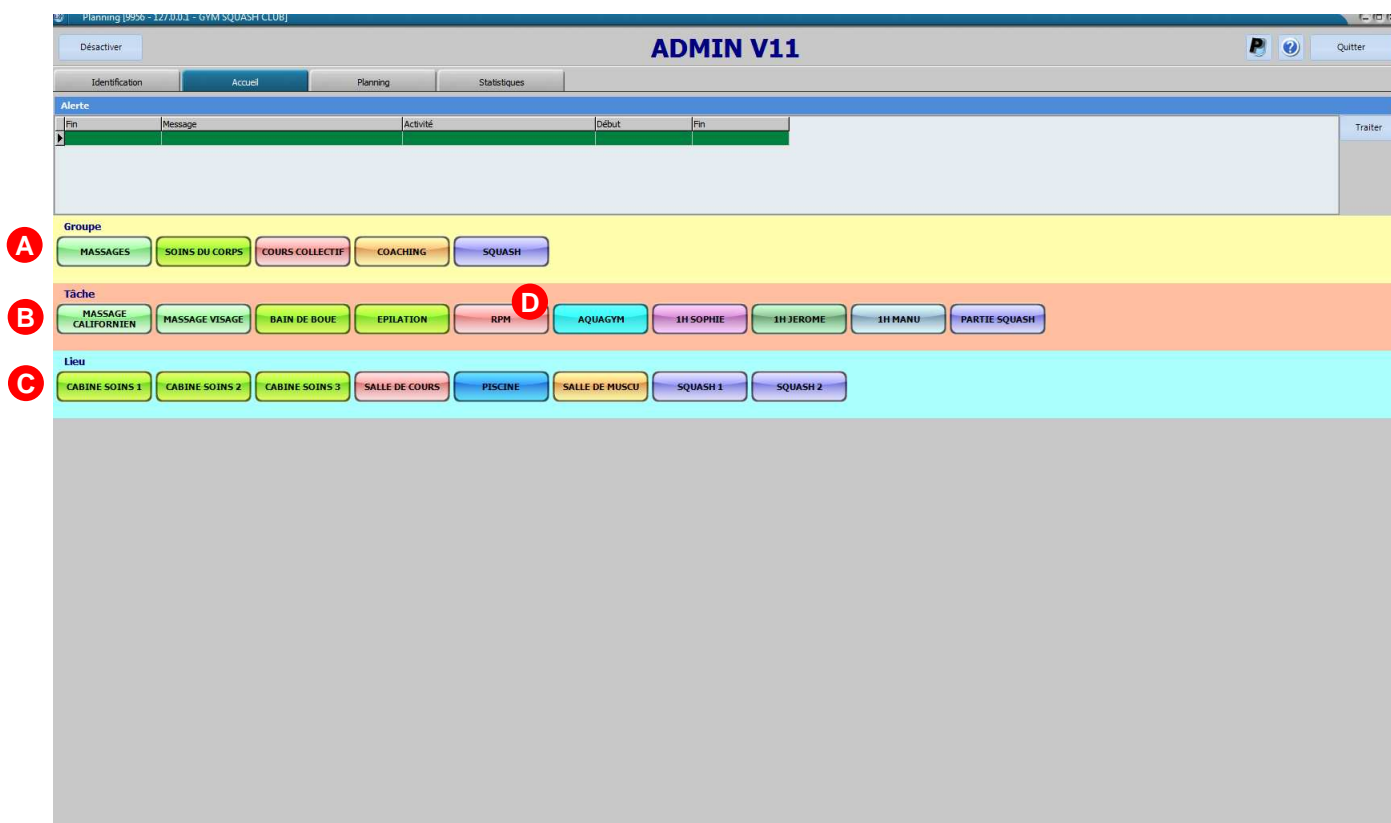 Planning [9956 - 127.0.0.1 - GYM SQUASH CLUB]
Désactiver
ADMIN V11
P
?
Quitter
Identification Accueil Planning Statistiques
Alerte
Fin Message Activité Début Fin
Traiter
A
Groupe
MASSAGES SOINS DU CORPS COURS COLLECTIF COACHING SQUASH
B
Tâche
D
MASSAGE CALIFORNIEN MASSAGE VISAGE BAIN DE BOUE EPILATION RPM AQUAGYM 1H SOPHIE 1H JEROME 1H MANU PARTIE SQUASH
C
Lieu
CABINE SOINS 1 CABINE SOINS 2 CABINE SOINS 3 SALLE DE COURS PISCINE SALLE DE MUSCU SQUASH 1 SQUASH 2